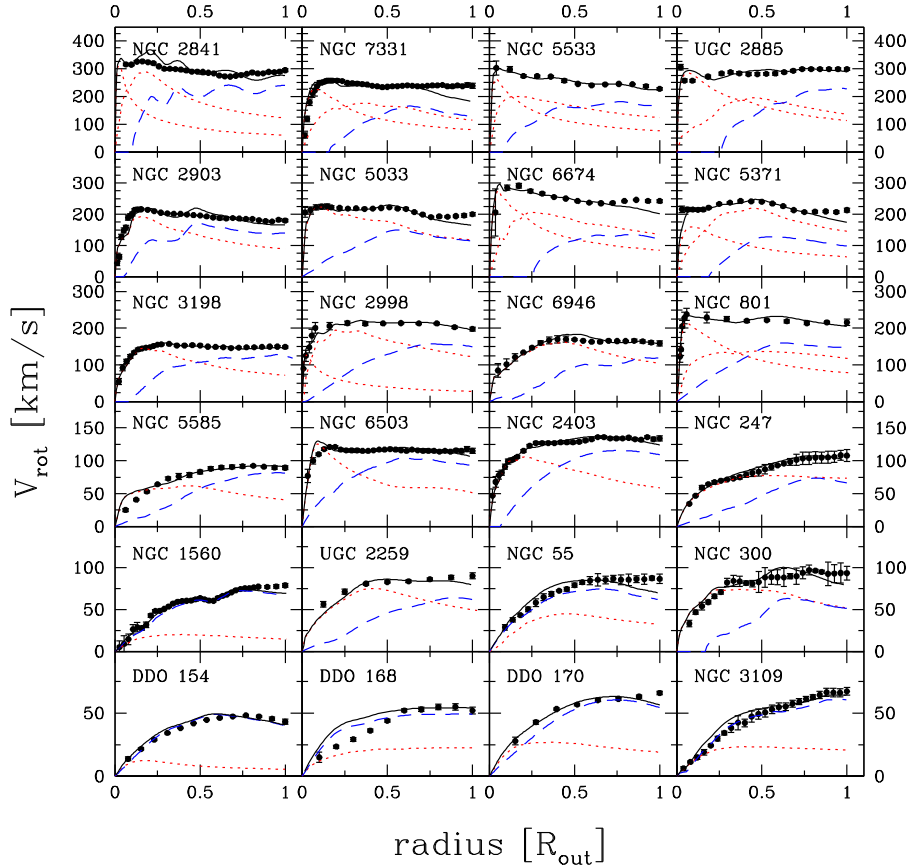 0 0.5 1 0 0.5 1 0 0.5 1 0 0.5 1
400 NGC 2841 NGC 7331 NGC 5533 UGC 2885 400
300 300
200 200
100 100
0 0
300 NGC 2903 NGC 5033 NGC 6674 NGC 5371 300
200 200
100 100
0 0
300 NGC 3198 NGC 2998 NGC 6946 NGC 801 300
200 200
100 100
0 0
150 NGC 5585 NGC 6503 NGC 2403 NGC 247 150
100 100
50 50
0 0
NGC 1560 UGC 2259 NGC 55 NGC 300
100 100
50 50
0 0
DDO 154 DDO 168 DDO 170 NGC 3109
50 50
0 0
0 0.5 1 0 0.5 1 0 0.5 1 0 0.5 1
V_rot [km/s]
radius [R_out]